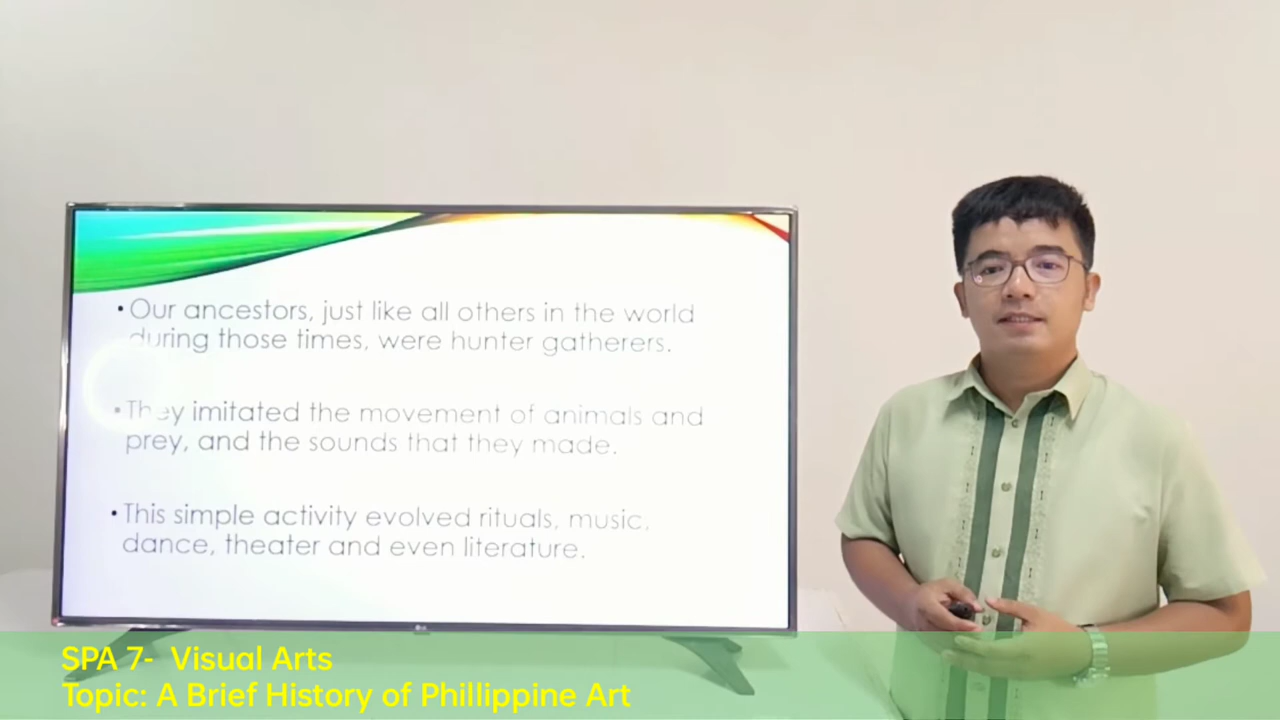 • Our ancestors, just like all others in the world
during those times, were hunter gatherers.
• They imitated the movement of animals and
prey, and the sounds that they made.
• This simple activity evolved rituals, music,
dance, theater and even literature.
LG
SPA 7- Visual Arts
Topic: A Brief History of Phillippine Art